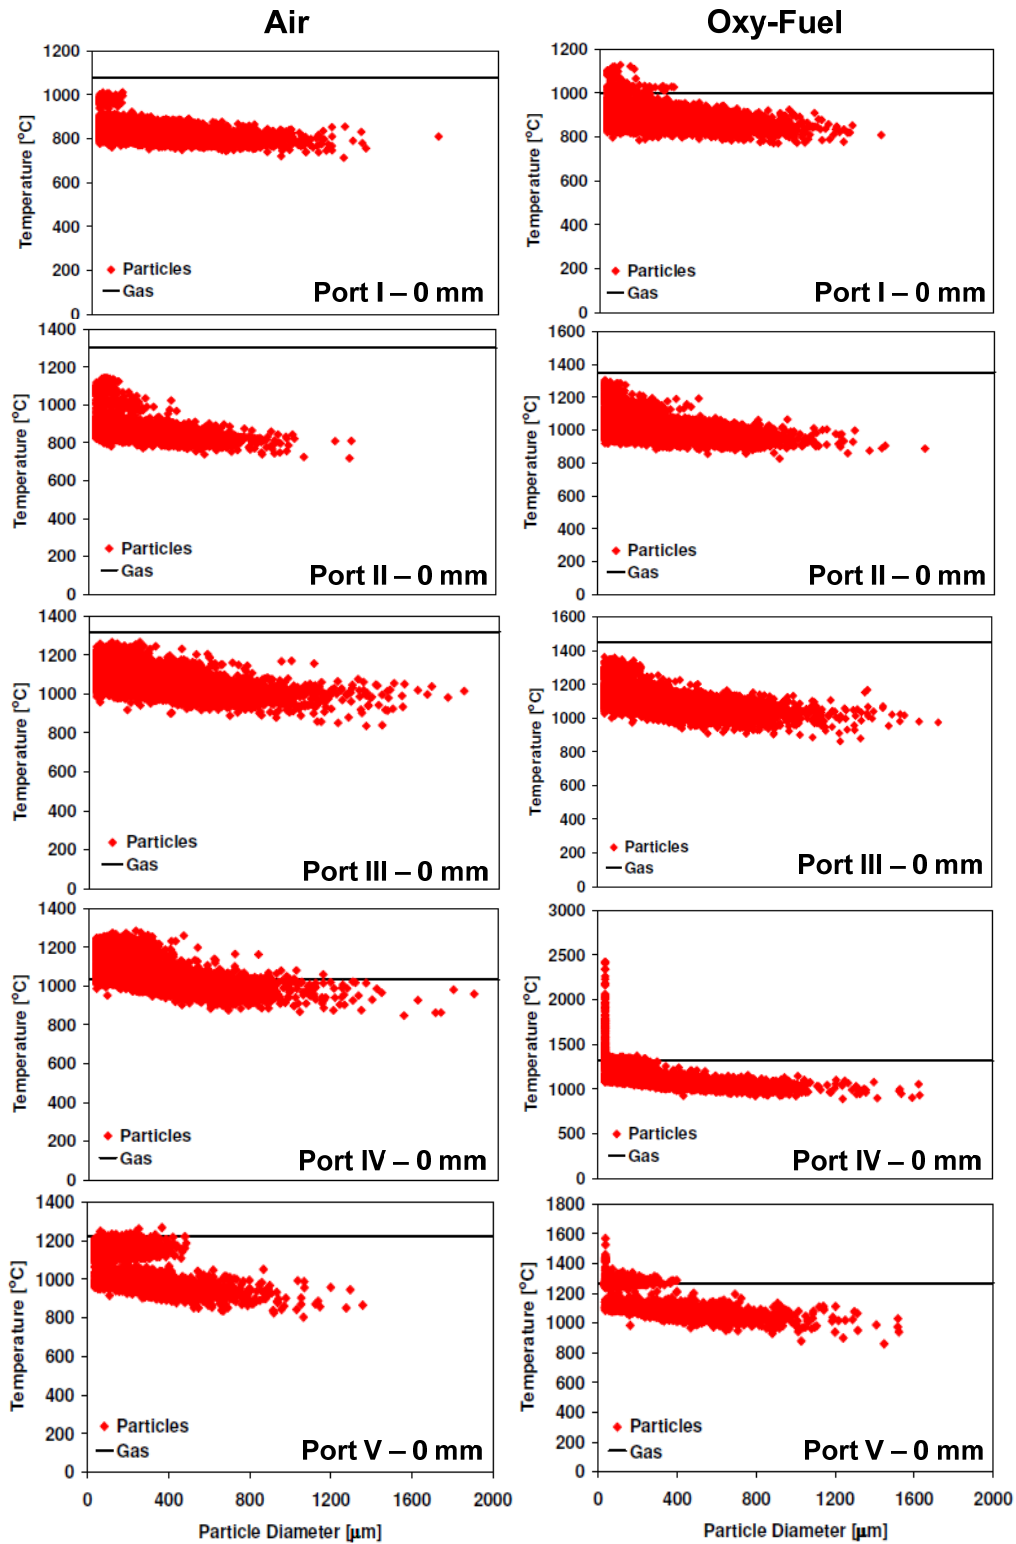 Air
Oxy-Fuel
1200
1000
800
600
400
200
0
Temperature [°C]
Particles
Gas
Port I – 0 mm
1200
1000
800
600
400
200
0
Temperature [°C]
Particles
Gas
Port I – 0 mm
1400
1200
1000
800
600
400
200
0
Temperature [°C]
Particles
Gas
Port II – 0 mm
1600
1400
1200
1000
800
600
400
200
0
Temperature [°C]
Particles
Gas
Port II – 0 mm
1400
1200
1000
800
600
400
200
0
Temperature [°C]
Particles
Gas
Port III – 0 mm
1600
1400
1200
1000
800
600
400
200
0
Temperature [°C]
Particles
Gas
Port III – 0 mm
1400
1200
1000
800
600
400
200
0
Temperature [°C]
Particles
Gas
Port IV – 0 mm
3000
2500
2000
1500
1000
500
0
Temperature [°C]
Particles
Gas
Port IV – 0 mm
1400
1200
1000
800
600
400
200
0
Temperature [°C]
Particles
Gas
Port V – 0 mm
0 400 800 1200 1600 2000
Particle Diameter [µm]
1800
1600
1400
1200
1000
800
600
400
200
0
Temperature [°C]
Particles
Gas
Port V – 0 mm
0 400 800 1200 1600 2000
Particle Diameter [µm]